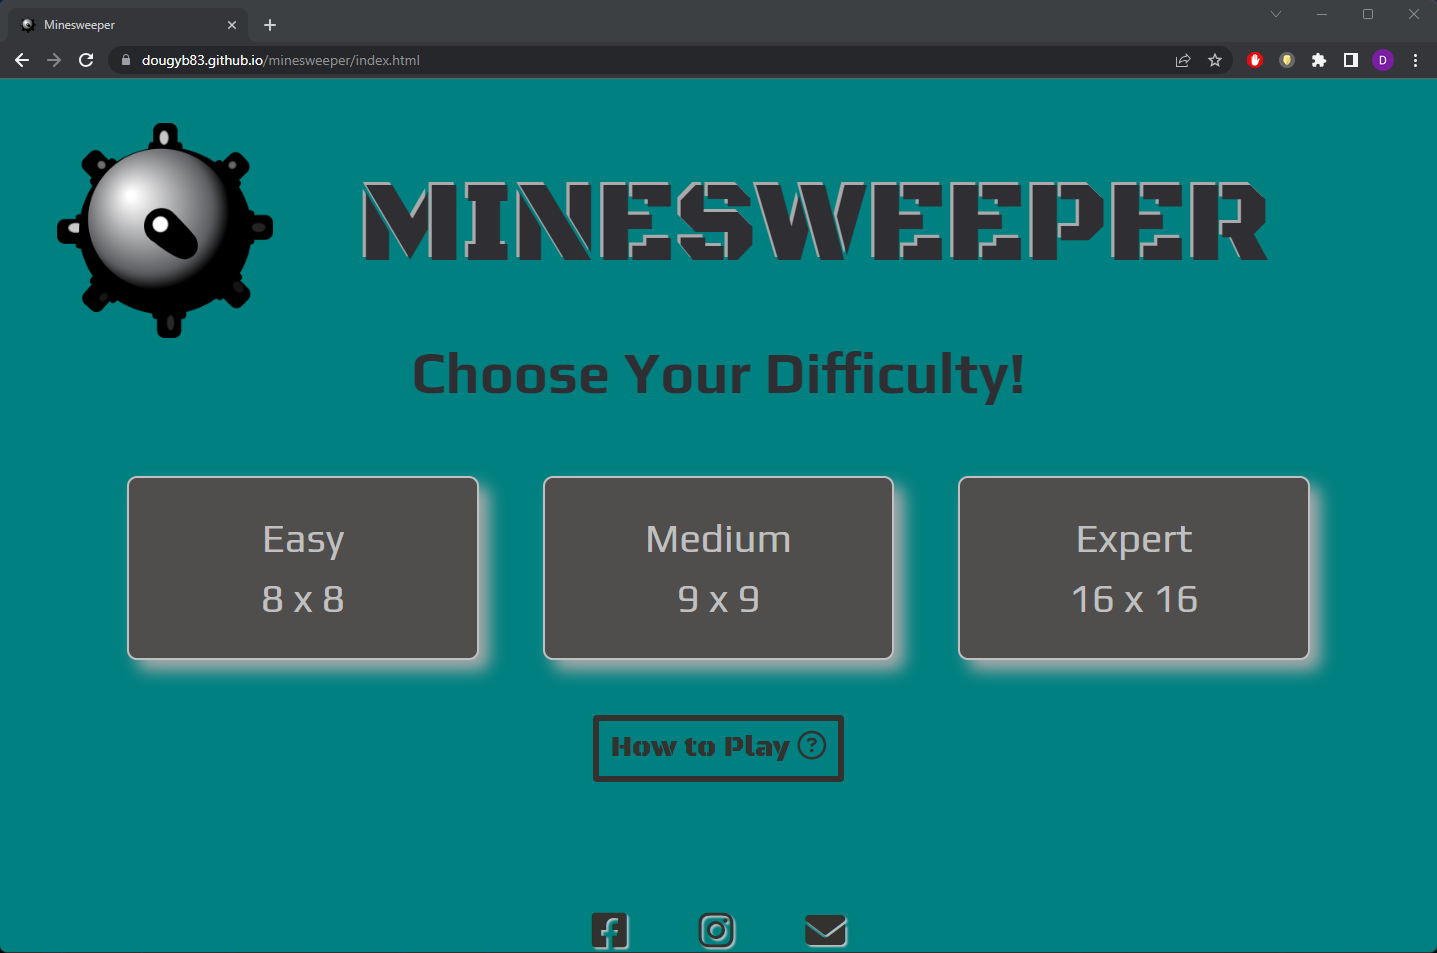 Minesweeper
dougyb83.github.io/minesweeper/index.html
D
MINESWEEPER
Choose Your Difficulty!
Easy
8 x 8
Medium
9 x 9
Expert
16 x 16
How to Play ?